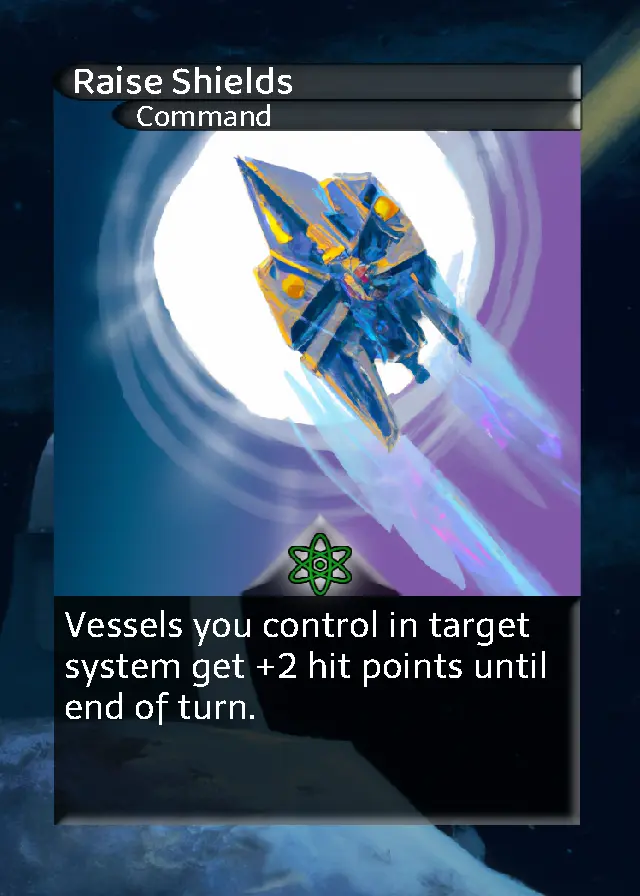 Raise Shields
Command
Vessels you control in target
system get +2 hit points until
end of turn.